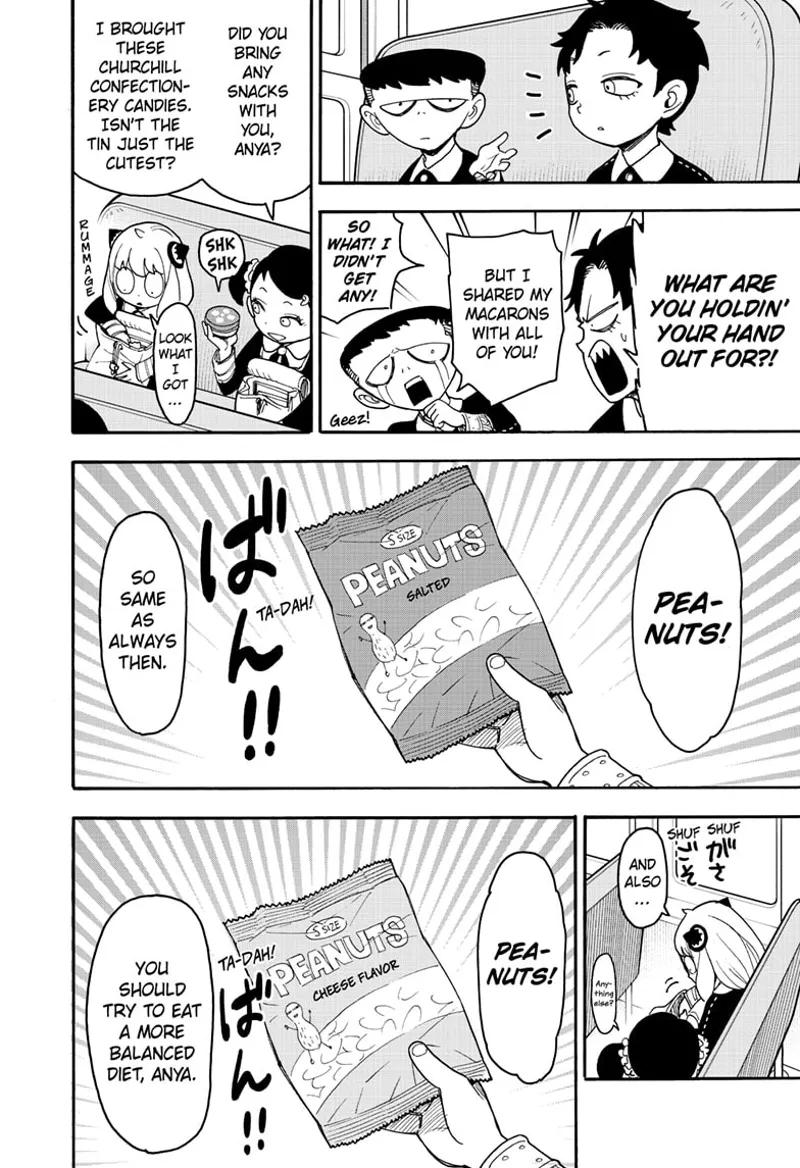 WHAT ARE
YOU HOLDIN'
YOUR HAND
OUT FOR?!
BUT I
SHARED MY
MACARONS
WITH ALL
OF YOU!
SO
WHAT! I
DIDN'T
GET
ANY!
Geez!
DID YOU
BRING
ANY
SNACKS
WITH
YOU,
ANYA?
I BROUGHT
THESE
CHURCHILL
CONFECTION-
ERY CANDIES.
ISN'T THE
TIN JUST THE
CUTEST?
SHK
SHK
RUMMAGE
LOOK
WHAT I
GOT
...
PEA-
NUTS!
S SIZE
PEANUTS
SALTED
TA-DAH!
ばん!!
SO
SAME
AS
ALWAYS
THEN.
SHUF SHUF
がさ
ごそ
AND
ALSO
...
Any-
thing
else?
PEA-
NUTS!
S SIZE
PEANUTS
CHEESE FLAVOR
TA-DAH!
ばん!!
YOU
SHOULD
TRY TO EAT
A MORE
BALANCED
DIET, ANYA.